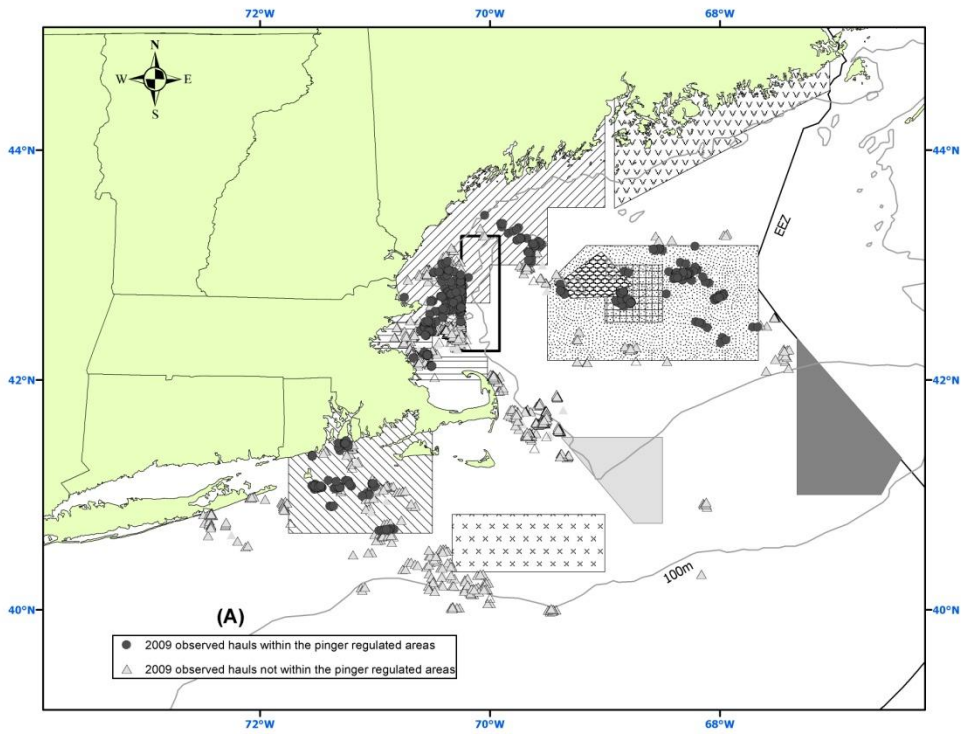 72°W 70°W 68°W
N
W E
S
44°N 44°N
EEZ
42°N 42°N
100m
40°N 40°N
(A)
2009 observed hauls within the pinger regulated areas
2009 observed hauls not within the pinger regulated areas
72°W 70°W 68°W